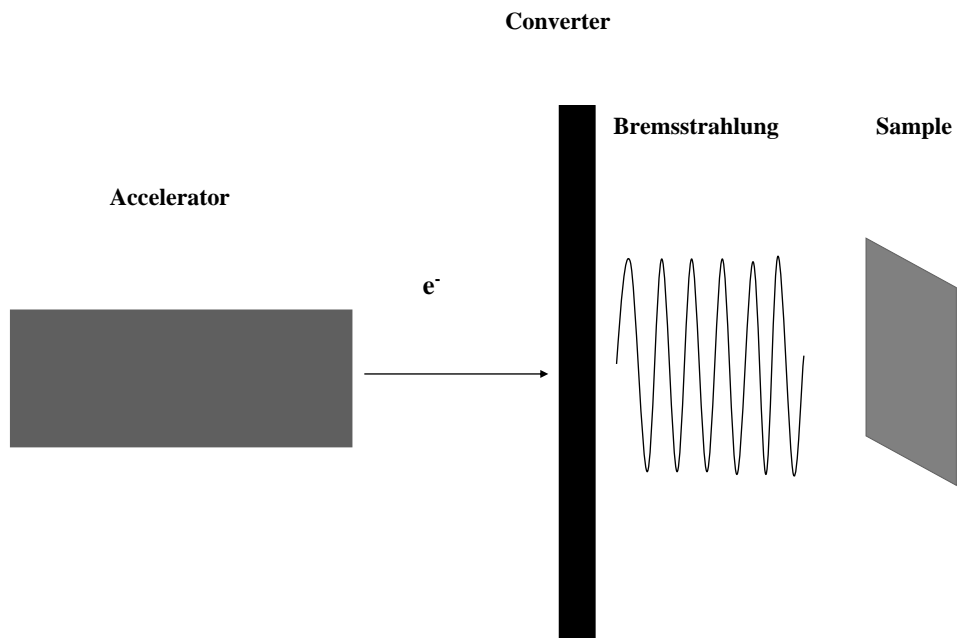 Converter
Bremsstrahlung
Sample
Accelerator
e-